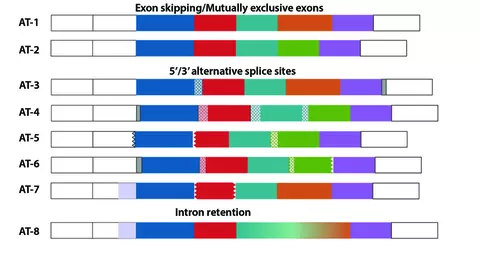 Exon skipping/Mutually exclusive exons
AT-1
AT-2
5'/3' alternative splice sites
AT-3
AT-4
AT-5
AT-6
AT-7
Intron retention
AT-8